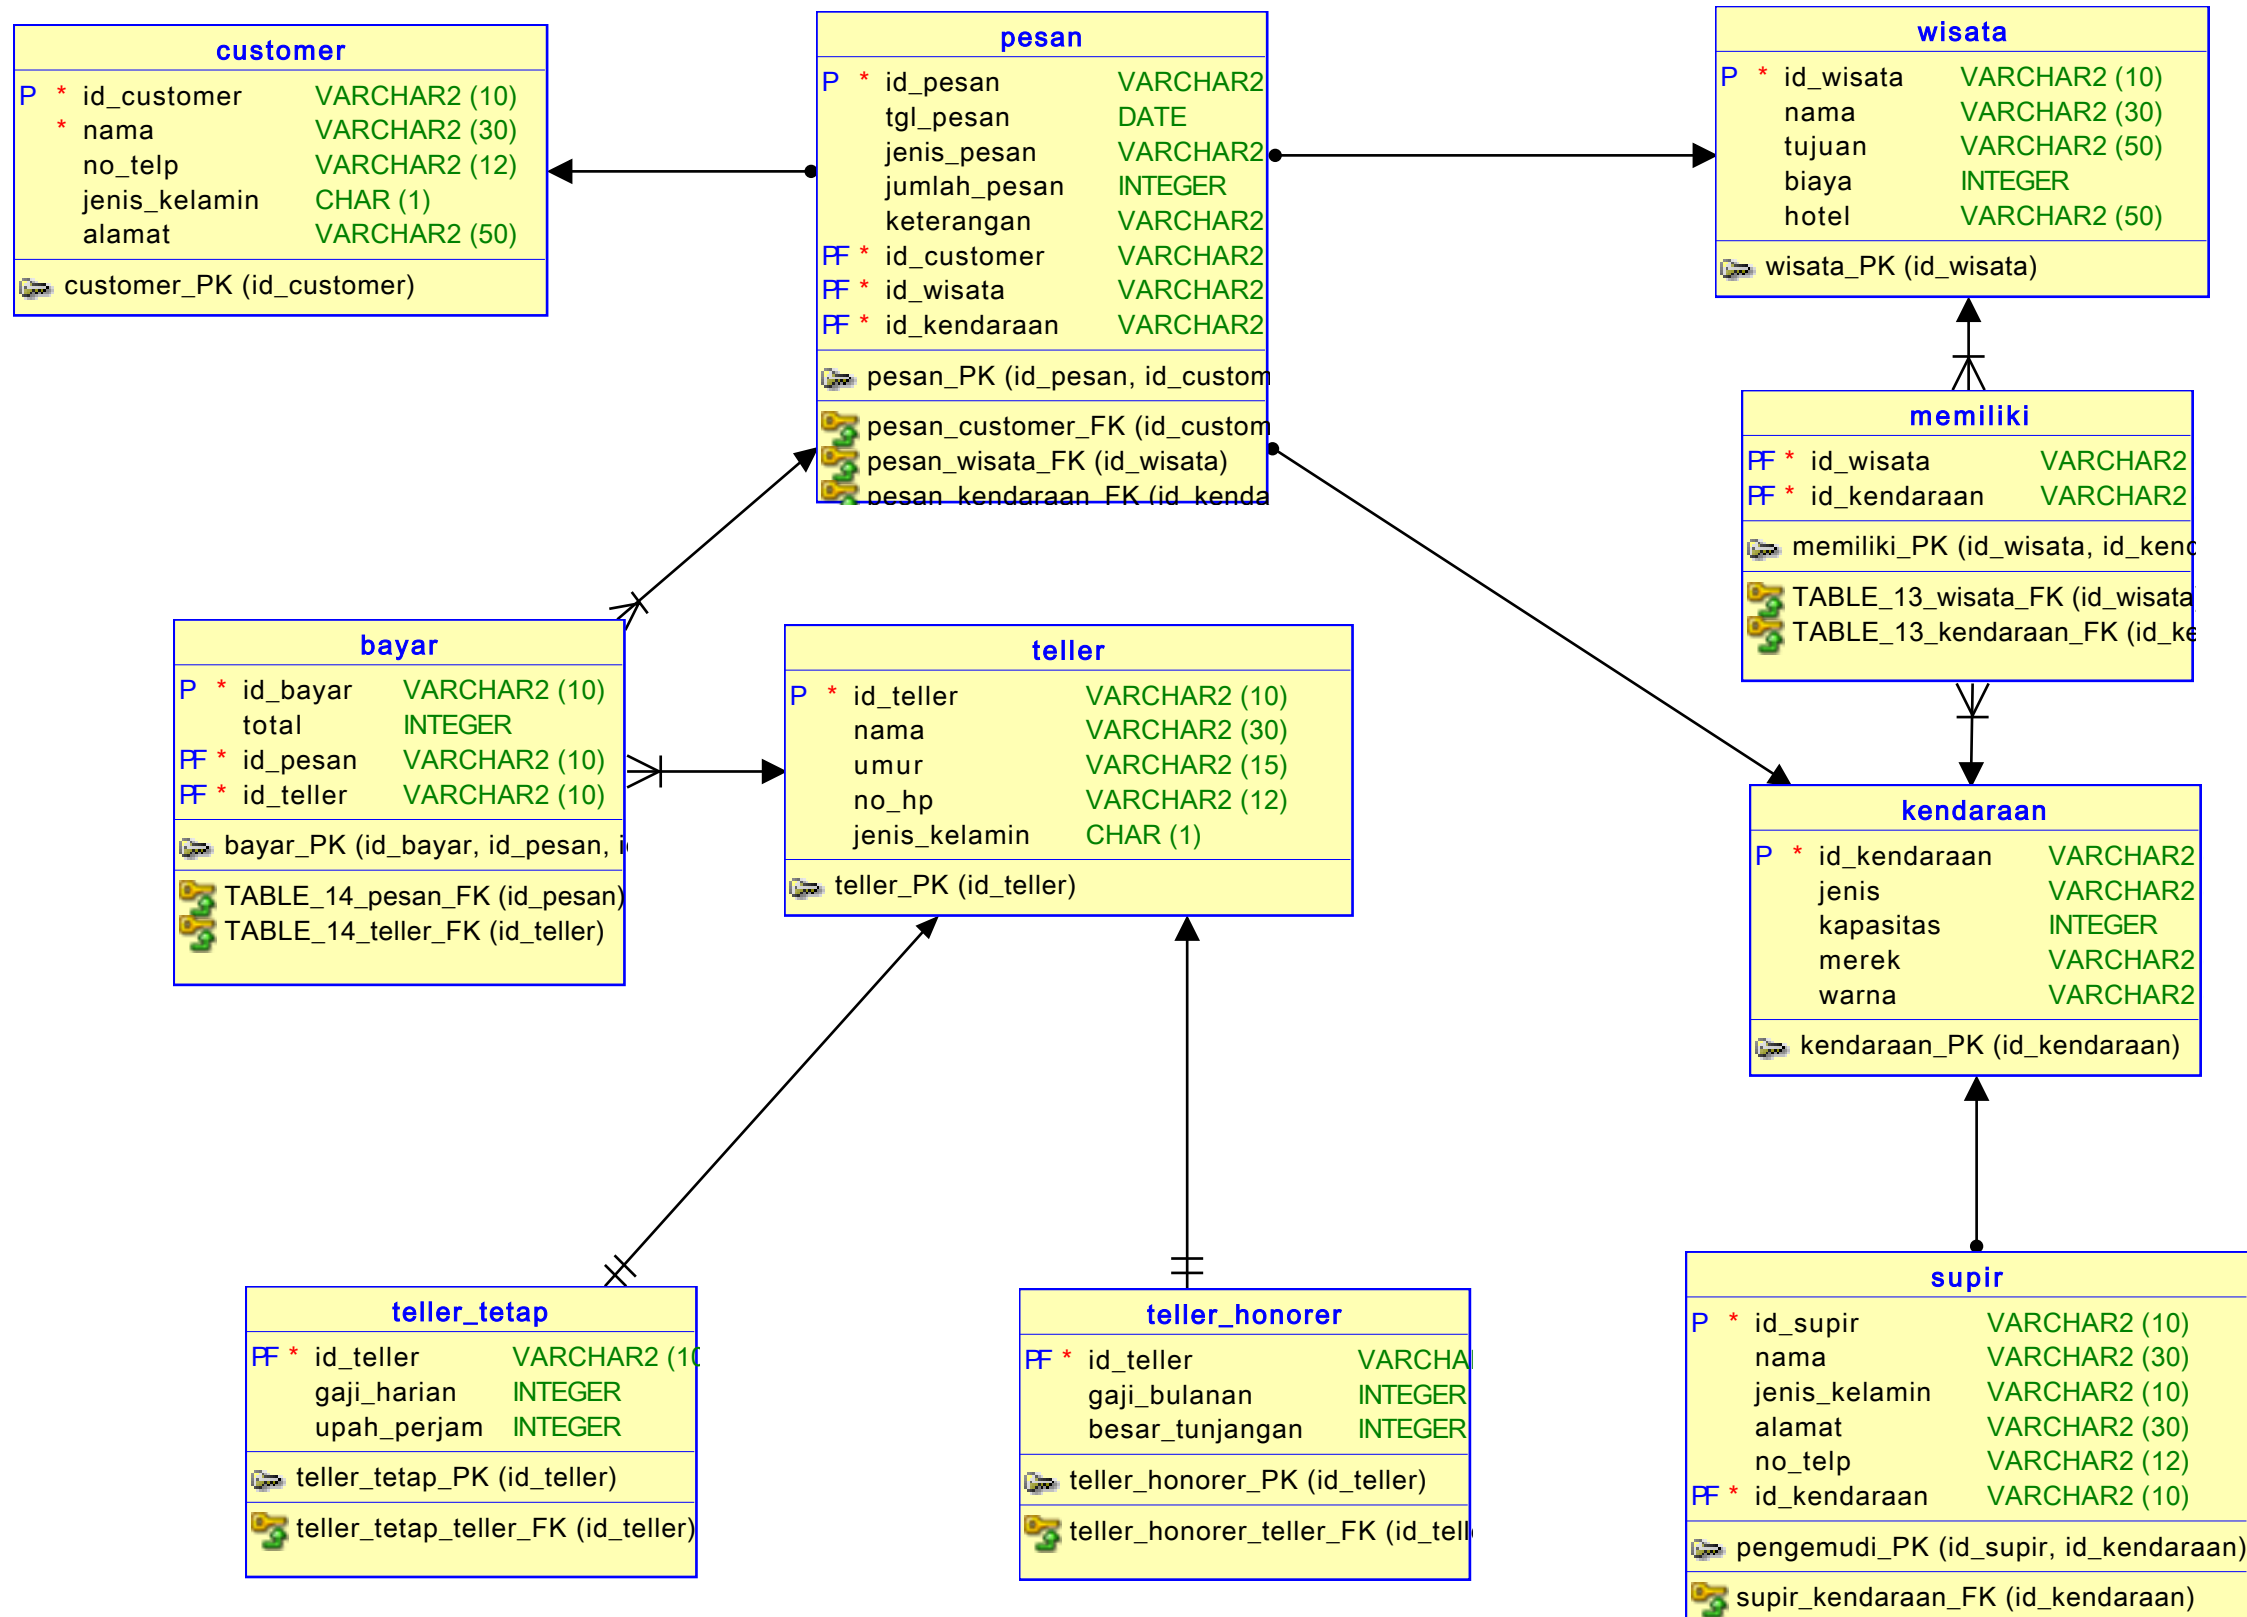 customer
P * id_customer VARCHAR2 (10)
* nama VARCHAR2 (30)
no_telp VARCHAR2 (12)
jenis_kelamin CHAR (1)
alamat VARCHAR2 (50)
customer_PK (id_customer)
pesan
P * id_pesan VARCHAR2
tgl_pesan DATE
jenis_pesan VARCHAR2
jumlah_pesan INTEGER
keterangan VARCHAR2
PF * id_customer VARCHAR2
PF * id_wisata VARCHAR2
PF * id_kendaraan VARCHAR2
pesan_PK (id_pesan, id_custom
pesan_customer_FK (id_custom
pesan_wisata_FK (id_wisata)
pesan_kendaraan_FK (id_kenda
wisata
P * id_wisata VARCHAR2 (10)
nama VARCHAR2 (30)
tujuan VARCHAR2 (50)
biaya INTEGER
hotel VARCHAR2 (50)
wisata_PK (id_wisata)
memiliki
PF * id_wisata VARCHAR2
PF * id_kendaraan VARCHAR2
memiliki_PK (id_wisata, id_kend
TABLE_13_wisata_FK (id_wisata
TABLE_13_kendaraan_FK (id_ke
bayar
P * id_bayar VARCHAR2 (10)
total INTEGER
PF * id_pesan VARCHAR2 (10)
PF * id_teller VARCHAR2 (10)
bayar_PK (id_bayar, id_pesan, i
TABLE_14_pesan_FK (id_pesan)
TABLE_14_teller_FK (id_teller)
teller
P * id_teller VARCHAR2 (10)
nama VARCHAR2 (30)
umur VARCHAR2 (15)
no_hp VARCHAR2 (12)
jenis_kelamin CHAR (1)
teller_PK (id_teller)
kendaraan
P * id_kendaraan VARCHAR2
jenis VARCHAR2
kapasitas INTEGER
merek VARCHAR2
warna VARCHAR2
kendaraan_PK (id_kendaraan)
teller_tetap
PF * id_teller VARCHAR2 (10
gaji_harian INTEGER
upah_perjam INTEGER
teller_tetap_PK (id_teller)
teller_tetap_teller_FK (id_teller)
teller_honorer
PF * id_teller VARCHA
gaji_bulanan INTEGER
besar_tunjangan INTEGER
teller_honorer_PK (id_teller)
teller_honorer_teller_FK (id_tell
supir
P * id_supir VARCHAR2 (10)
nama VARCHAR2 (30)
jenis_kelamin VARCHAR2 (10)
alamat VARCHAR2 (30)
no_telp VARCHAR2 (12)
PF * id_kendaraan VARCHAR2 (10)
pengemudi_PK (id_supir, id_kendaraan)
supir_kendaraan_FK (id_kendaraan)